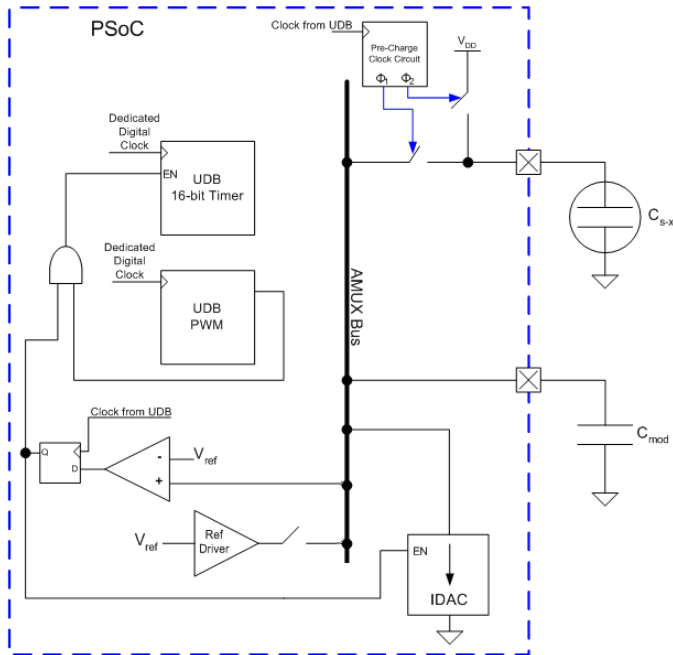 PSoC
Clock from UDB
Pre-Charge
Clock Circuit
Φ1 Φ2
VDD
Dedicated
Digital
Clock
EN
UDB
16-bit Timer
Cs-x
Dedicated
Digital
Clock
UDB
PWM
AMUX Bus
Clock from UDB
Q
D
-
+
Vref
Cmod
Vref
Ref
Driver
EN
IDAC